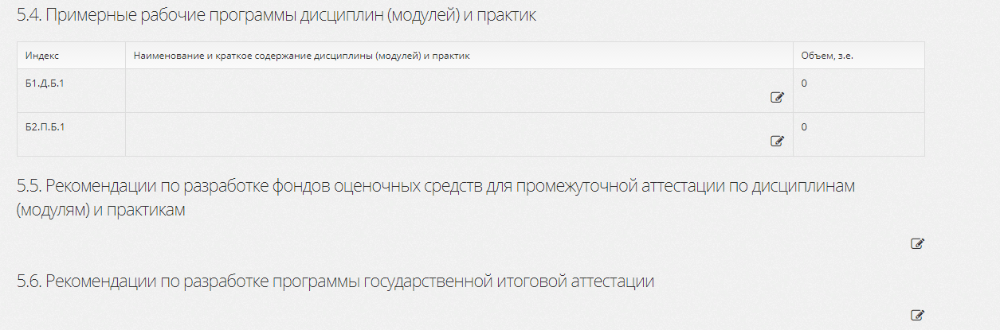 5.4. Примерные рабочие программы дисциплин (модулей) и практик
Индекс Наименование и краткое содержание дисциплины (модулей) и практик Объем, з.е.
Б1.Д.Б.1 0
Б2.П.Б.1 0
5.5. Рекомендации по разработке фондов оценочных средств для промежуточной аттестации по дисциплинам
(модулям) и практикам
5.6. Рекомендации по разработке программы государственной итоговой аттестации